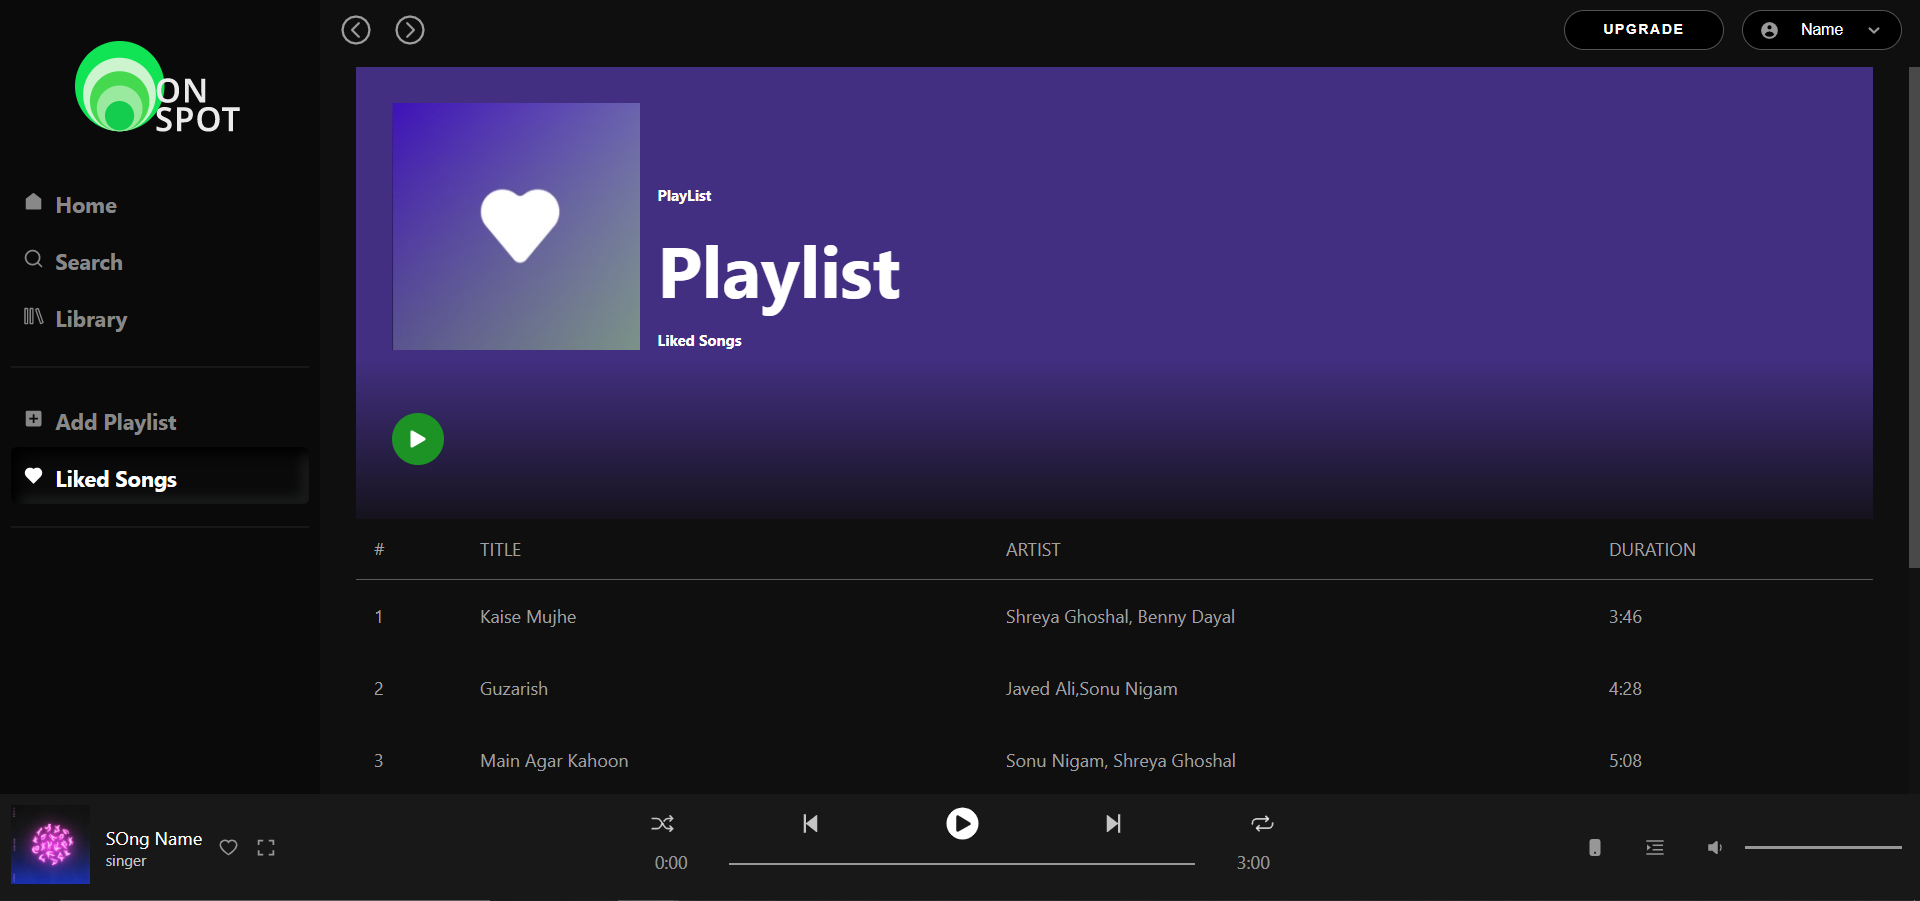 ON
SPOT
Home
Search
Library
Add Playlist
Liked Songs
UPGRADE
Name
PlayList
Playlist
Liked Songs
# TITLE ARTIST DURATION
1 Kaise Mujhe Shreya Ghoshal, Benny Dayal 3:46
2 Guzarish Javed Ali,Sonu Nigam 4:28
3 Main Agar Kahoon Sonu Nigam, Shreya Ghoshal 5:08
SOng Name
singer
0:00
3:00